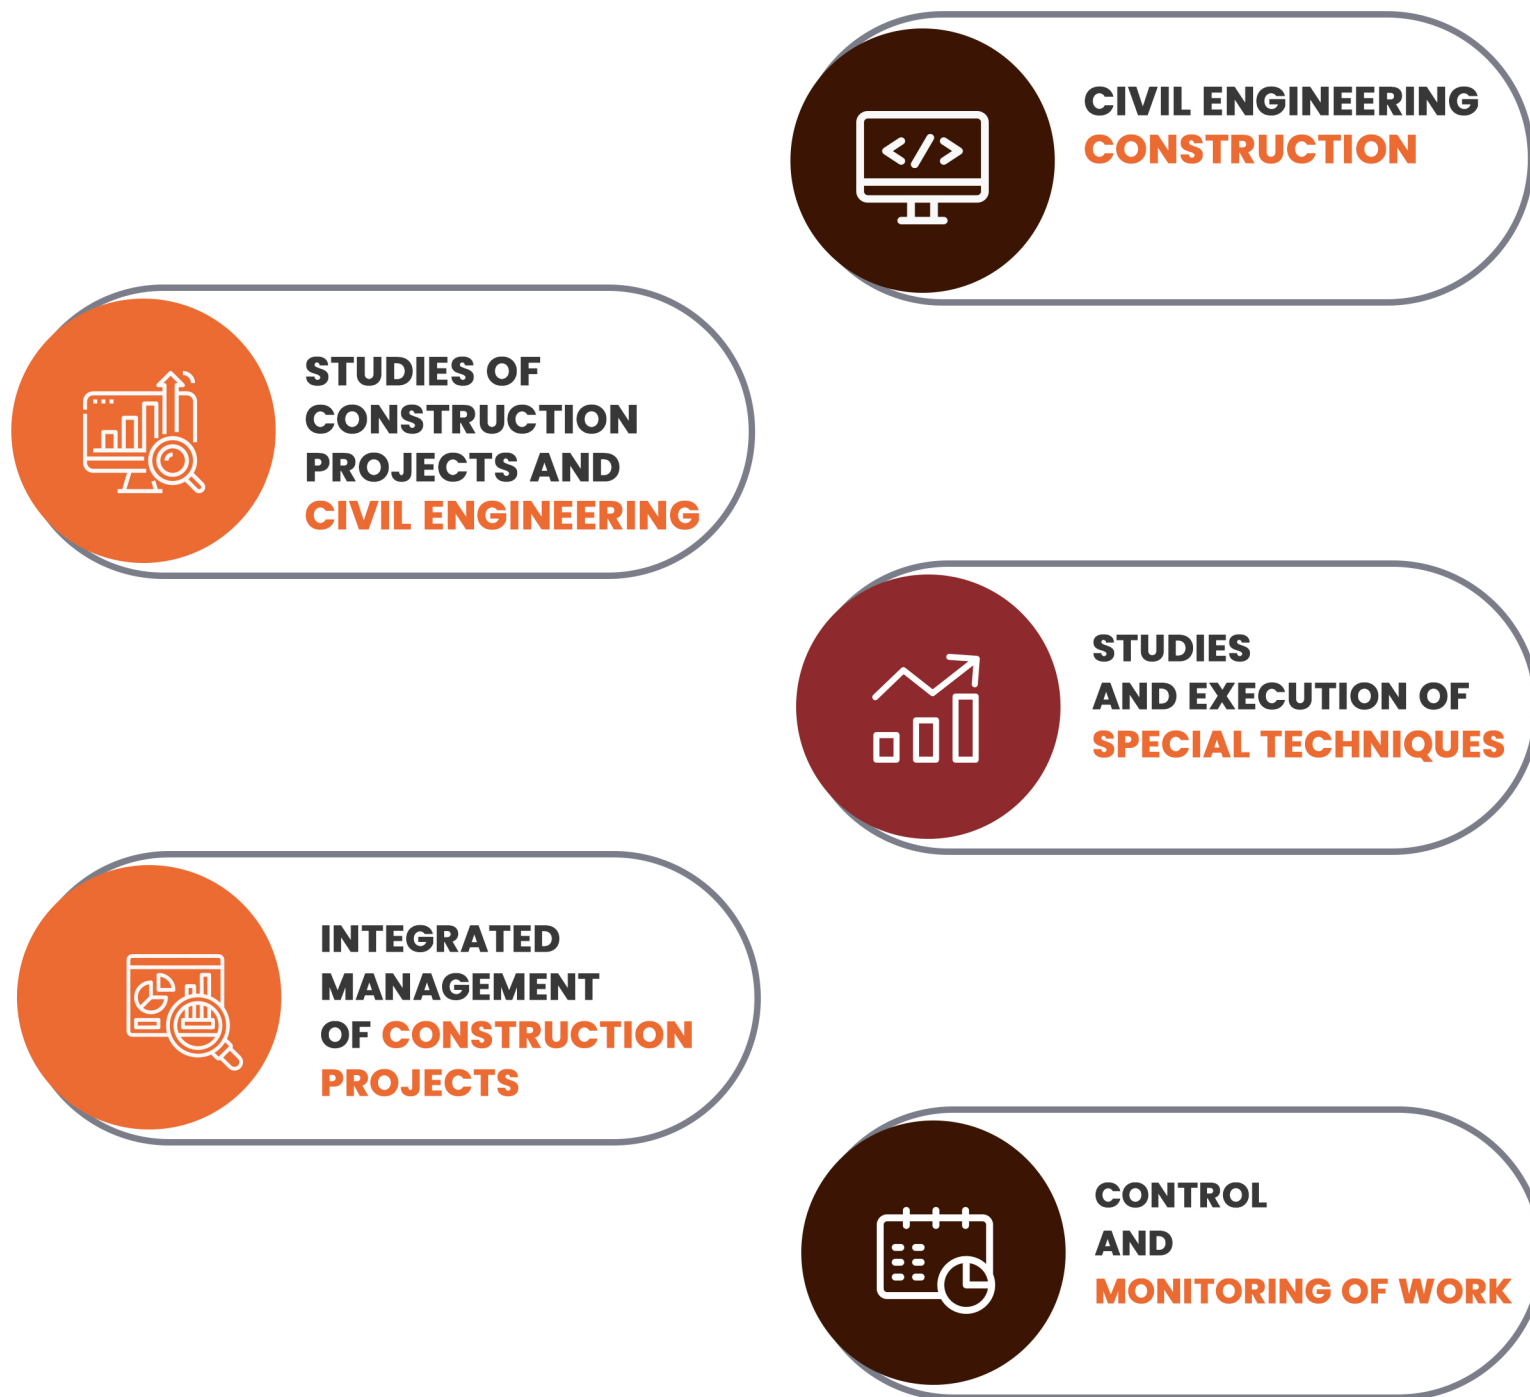 CIVIL ENGINEERING
CONSTRUCTION
STUDIES OF
CONSTRUCTION
PROJECTS AND
CIVIL ENGINEERING
STUDIES
AND EXECUTION OF
SPECIAL TECHNIQUES
INTEGRATED
MANAGEMENT
OF CONSTRUCTION
PROJECTS
CONTROL
AND
MONITORING OF WORK